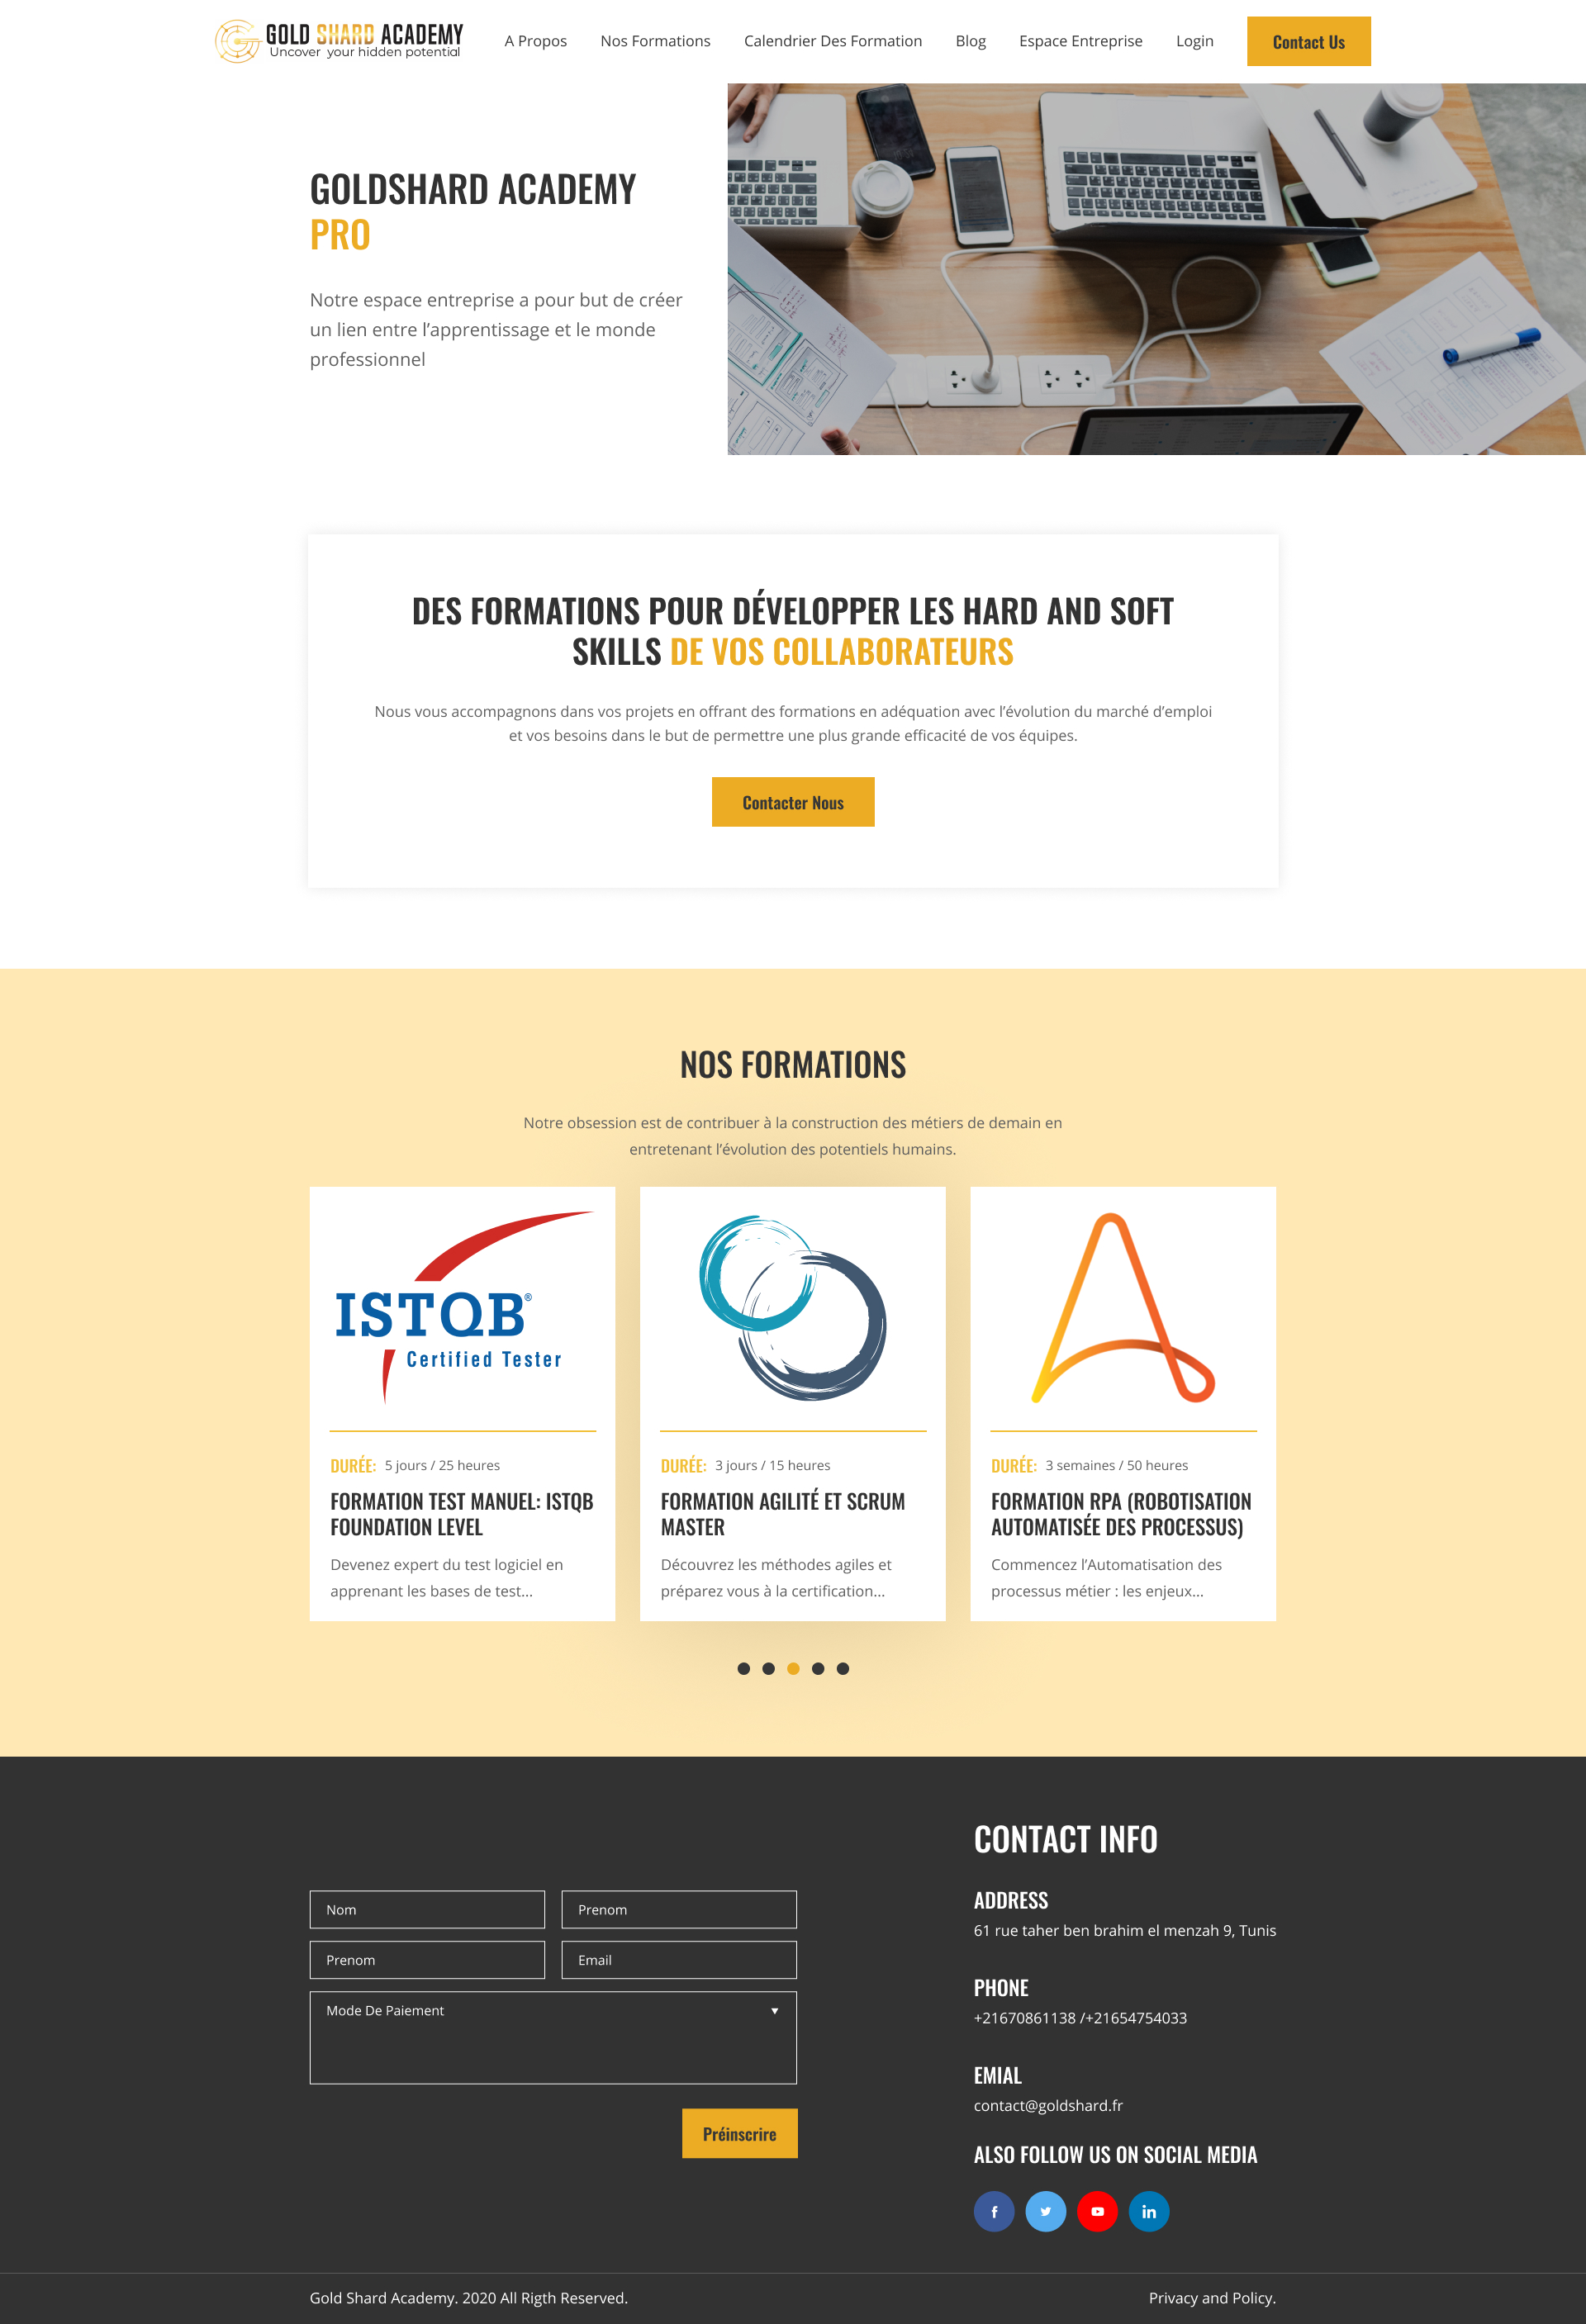 GOLD SHARD ACADEMY
Uncover your hidden potential
A Propos
Nos Formations
Calendrier Des Formation
Blog
Espace Entreprise
Login
Contact Us
GOLDSHARD ACADEMY
PRO
Notre espace entreprise a pour but de créer
un lien entre l’apprentissage et le monde
professionnel
DES FORMATIONS POUR DÉVELOPPER LES HARD AND SOFT
SKILLS DE VOS COLLABORATEURS
Nous vous accompagnons dans vos projets en offrant des formations en adéquation avec l’évolution du marché d’emploi
et vos besoins dans le but de permettre une plus grande efficacité de vos équipes.
Contacter Nous
NOS FORMATIONS
Notre obsession est de contribuer à la construction des métiers de demain en
entretenant l’évolution des potentiels humains.
ISTQB®
Certified Tester
DURÉE: 5 jours / 25 heures
FORMATION TEST MANUEL: ISTQB
FOUNDATION LEVEL
Devenez expert du test logiciel en
apprenant les bases de test...
DURÉE: 3 jours / 15 heures
FORMATION AGILITÉ ET SCRUM
MASTER
Découvrez les méthodes agiles et
préparez vous à la certification...
DURÉE: 3 semaines / 50 heures
FORMATION RPA (ROBOTISATION
AUTOMATISÉE DES PROCESSUS)
Commencez l’Automatisation des
processus métier : les enjeux...
Nom
Prenom
Prenom
Email
Mode De Paiement
Préinscrire
CONTACT INFO
ADDRESS
61 rue taher ben brahim el menzah 9, Tunis
PHONE
+21670861138 /+21654754033
EMIAL
contact@goldshard.fr
ALSO FOLLOW US ON SOCIAL MEDIA
Gold Shard Academy. 2020 All Rigth Reserved.
Privacy and Policy.